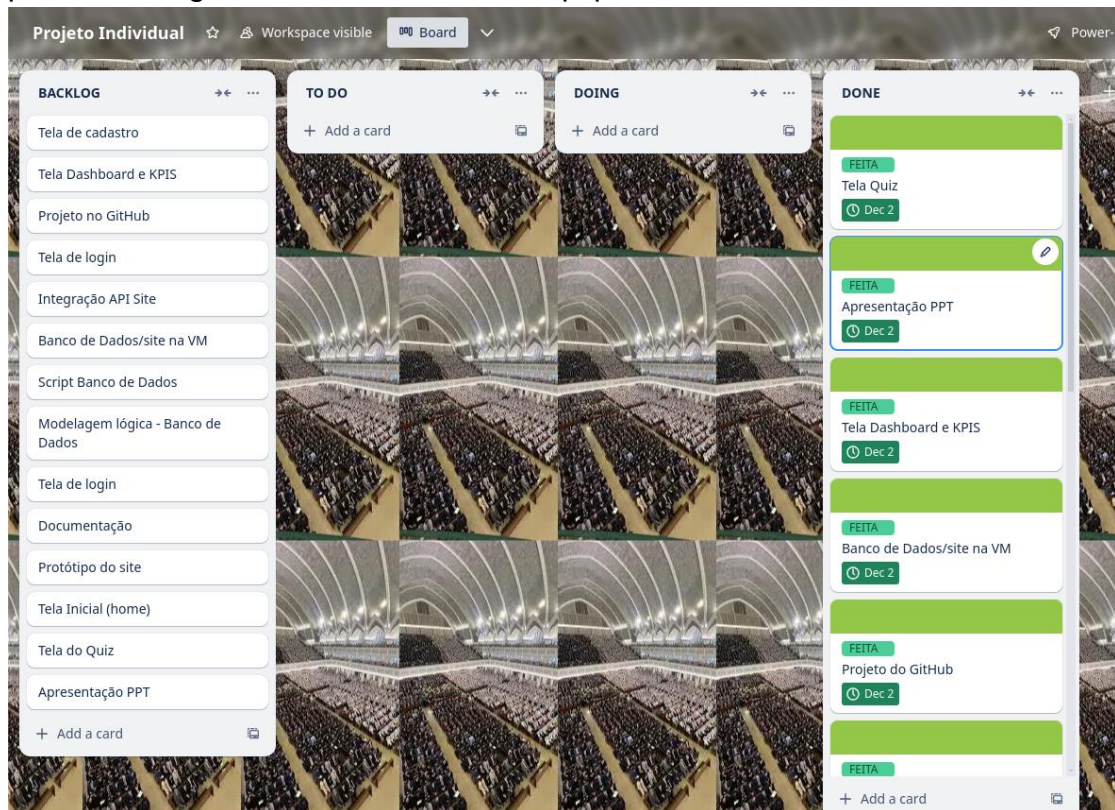 Projeto Individual
Workspace visible
Board
Power-
BACKLOG
Tela de cadastro
Tela Dashboard e KPIS
Projeto no GitHub
Tela de login
Integração API Site
Banco de Dados/site na VM
Script Banco de Dados
Modelagem lógica - Banco de
Dados
Tela de login
Documentação
Protótipo do site
Tela Inicial (home)
Tela do Quiz
Apresentação PPT
+ Add a card
TO DO
+ Add a card
DOING
+ Add a card
DONE
FEITA
Tela Quiz
Dec 2
FEITA
Apresentação PPT
Dec 2
FEITA
Tela Dashboard e KPIS
Dec 2
FEITA
Banco de Dados/site na VM
Dec 2
FEITA
Projeto do GitHub
Dec 2
FEITA
+ Add a card